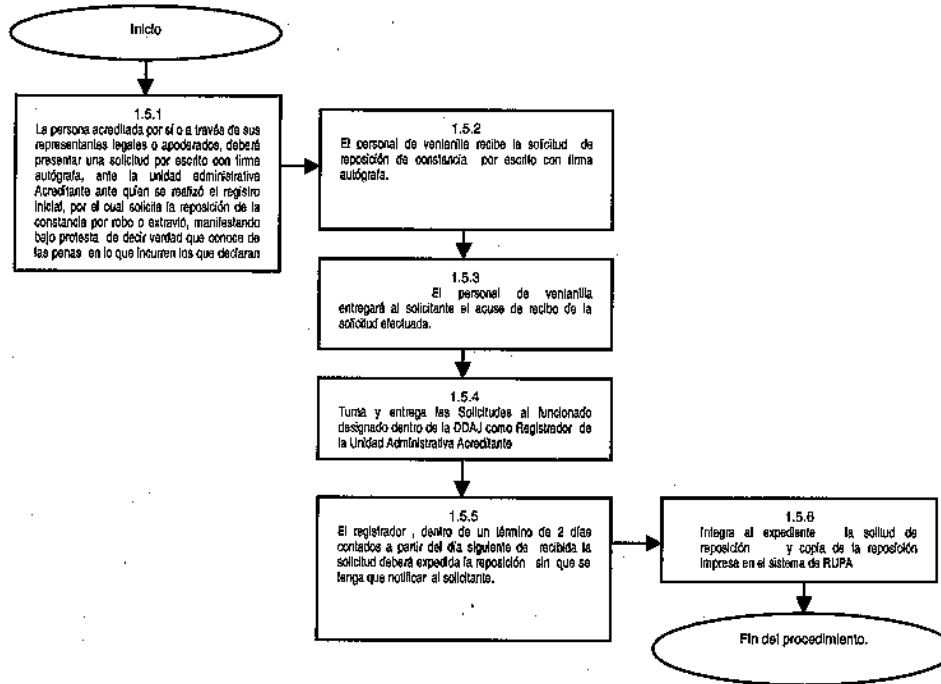 Inicio
1.5.1
La persona acreditada por sí o a través de sus
representantes legales o apoderados, deberá
presentar una solicitud por escrito con firma
autógrafa, ante la unidad administrativa
Acreditante ante quien se realizó el registro
inicial, por el cual solicita la reposición de la
constancia por robo o extravió, manifestando
bajo protesta de decir verdad que conoce de
las penas en lo que incurren los que declaran
1.5.2
El personal de ventanilla recibe la solicitud de
reposición de constancia por escrito con firma
autógrafa.
1.5.3
El personal de ventanilla
entregará al solicitante el acuse de recibo de la
solicitud efectuada.
1.5.4
Turna y entrega las Solicitudes al funcionado
designado dentro de la DDAJ como Registrador de
la Unidad Administrativa Acreditante
1.5.5
El registrador , dentro de un término de 2 días
contados a partir del día siguiente de recibida la
solicitud deberá expedida la reposición sin que se
tenga que notificar al solicitante.
1.5.6
Integra al expediente la solitud de
reposición y copia de la reposición
impresa en el sistema de RUPA
Fin del procedimiento.